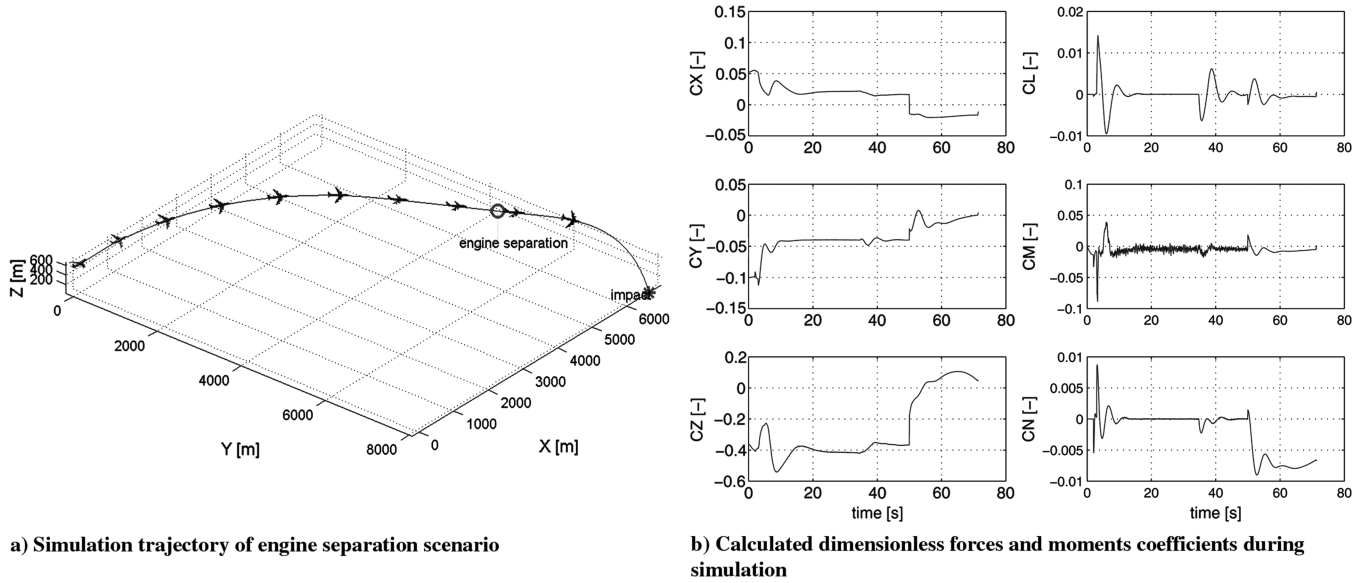 600
400
200
Z [m]
0
2000
4000
6000
8000
Y [m]
0
1000
2000
3000
4000
5000
6000
X [m]
engine separation
impact
a) Simulation trajectory of engine separation scenario
0.15
0.1
0.05
0
−0.05
CX [−]
0 20 40 60 80
0.02
0.01
0
−0.01
CL [−]
0 20 40 60 80
0.05
0
−0.05
−0.1
−0.15
CY [−]
0 20 40 60 80
0.1
0.05
0
−0.05
−0.1
CM [−]
0 20 40 60 80
0.2
0
−0.2
−0.4
−0.6
CZ [−]
0 20 40 60 80
time [s]
0.01
0.005
0
−0.005
−0.01
CN [−]
0 20 40 60 80
time [s]
b) Calculated dimensionless forces and moments coefficients during
simulation